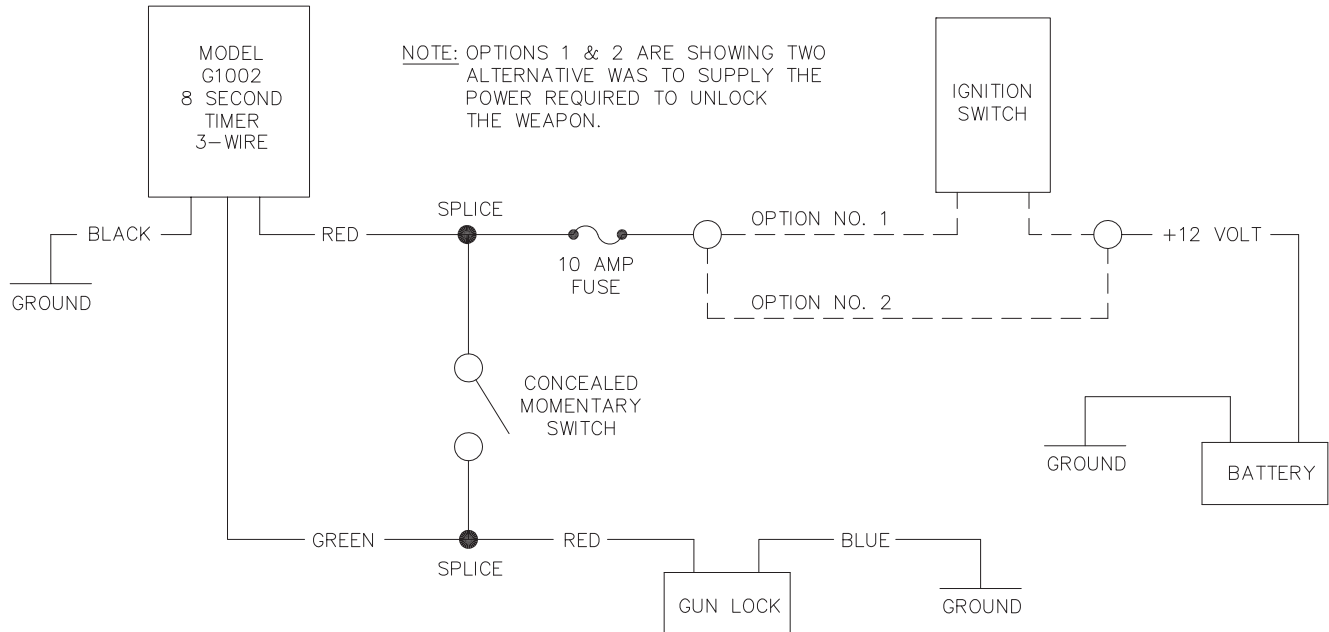 MODEL
G1002
8 SECOND
TIMER
3-WIRE
NOTE: OPTIONS 1 & 2 ARE SHOWING TWO
ALTERNATIVE WAS TO SUPPLY THE
POWER REQUIRED TO UNLOCK
THE WEAPON.
IGNITION
SWITCH
BLACK
RED
SPLICE
OPTION NO. 1
+12 VOLT
10 AMP
FUSE
GROUND
OPTION NO. 2
CONCEALED
MOMENTARY
SWITCH
GROUND
BATTERY
GREEN
RED
BLUE
SPLICE
GUN LOCK
GROUND